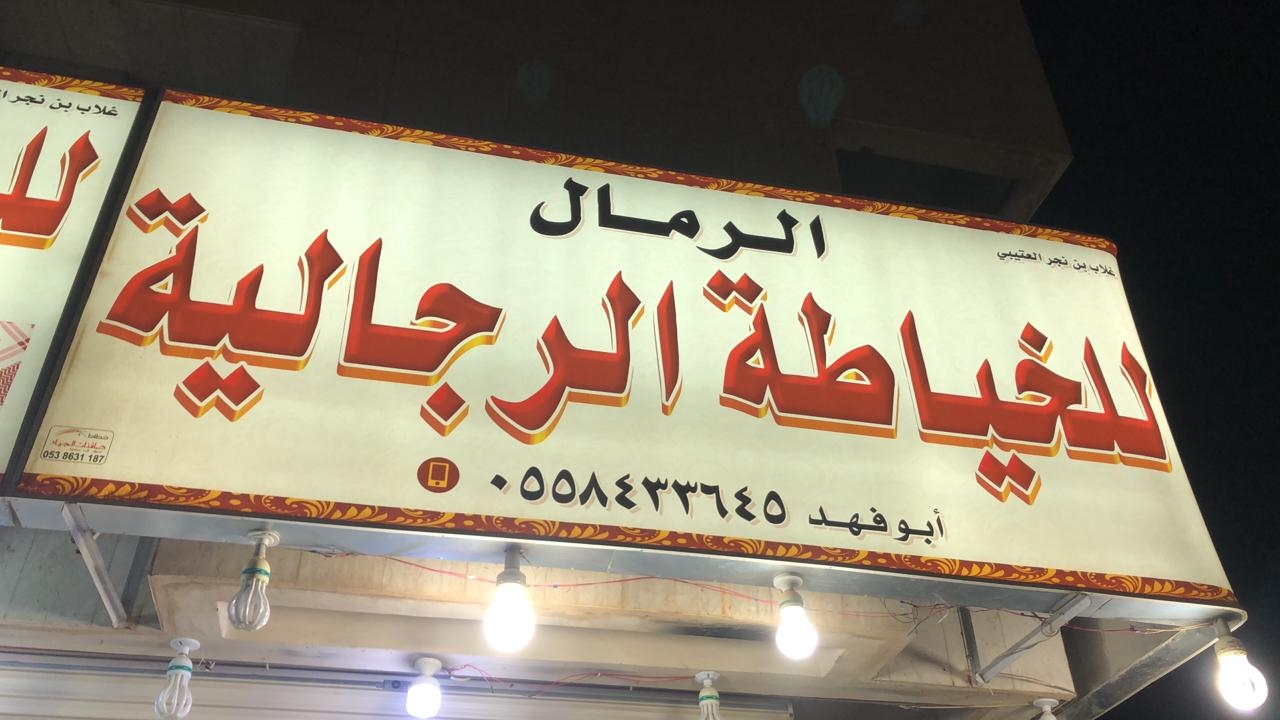 غلاب بن نجر العتيبي
الرمال
للخياطة الرجالية
أبو فهد ٠٥٥٨٤٣٣٦٤٥
053 8631 187
غلاب بن نجر